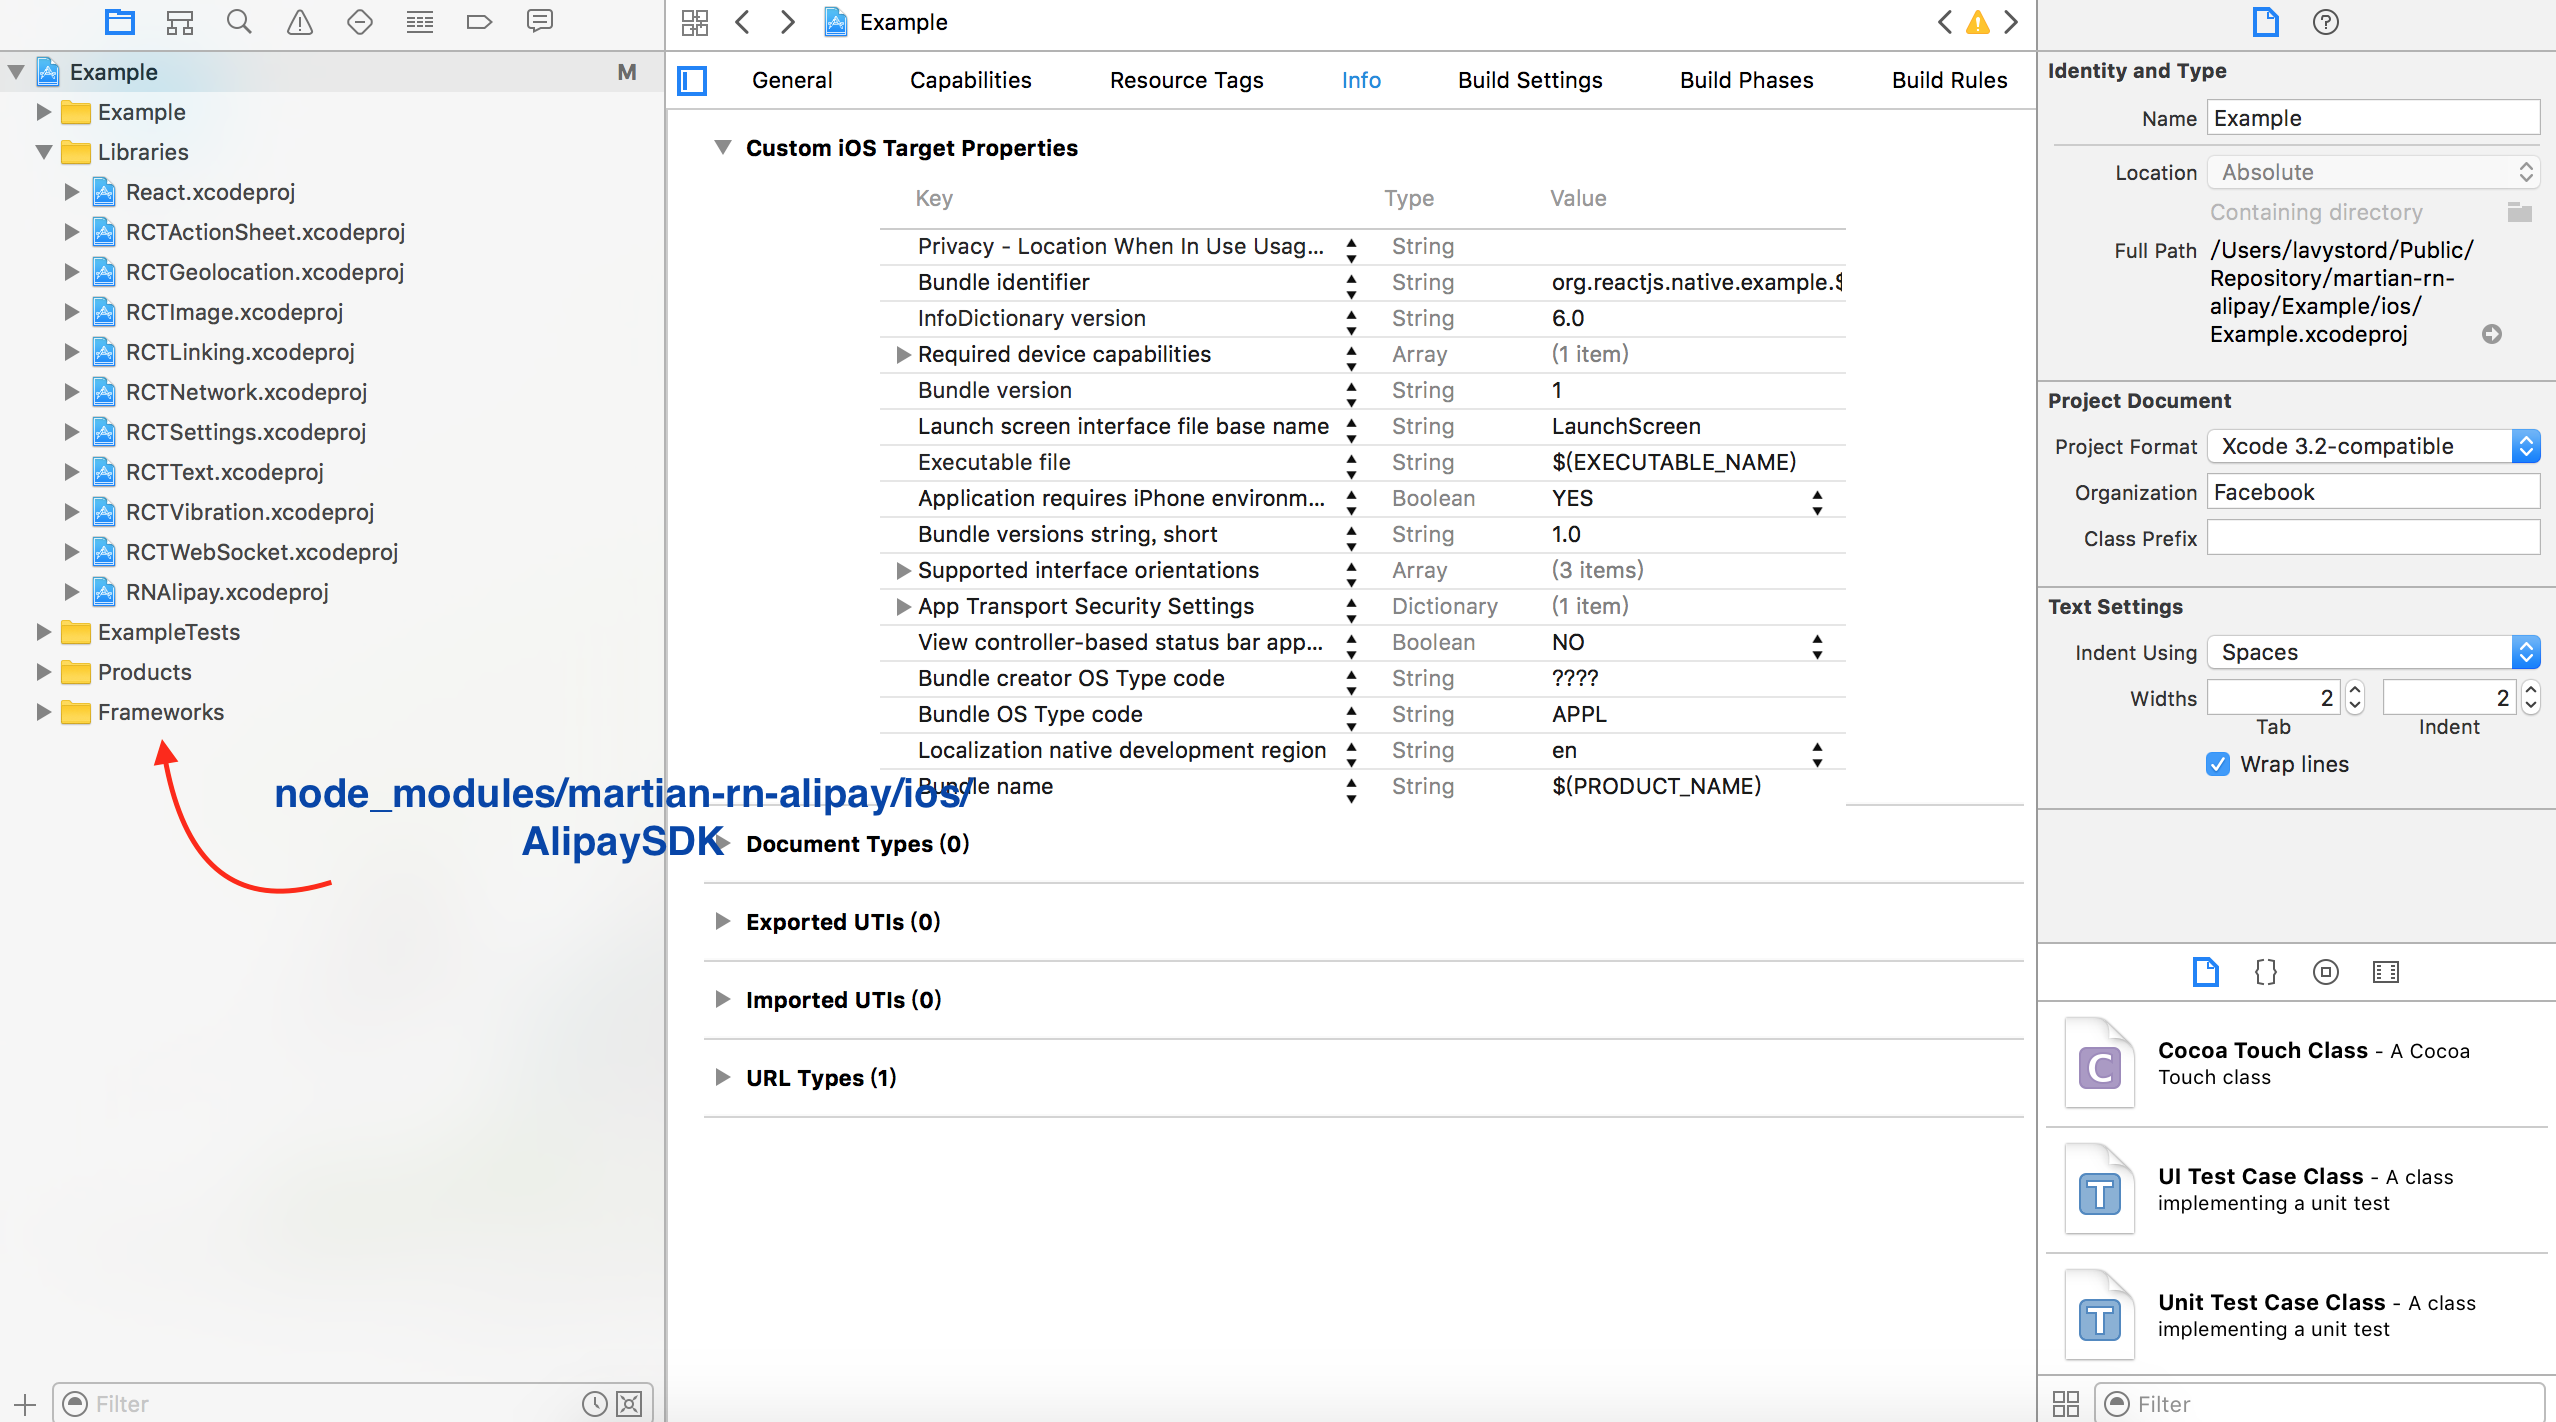 Example
M
Example
Libraries
React.xcodeproj
RCTActionSheet.xcodeproj
RCTGeolocation.xcodeproj
RCTImage.xcodeproj
RCTLinking.xcodeproj
RCTNetwork.xcodeproj
RCTSettings.xcodeproj
RCTText.xcodeproj
RCTVibration.xcodeproj
RCTWebSocket.xcodeproj
RNAlipay.xcodeproj
ExampleTests
Products
Frameworks
node_modules/martian-rn-alipay/ios/
AlipaySDK
Filter
Example
General Capabilities Resource Tags Info Build Settings Build Phases Build Rules
Custom iOS Target Properties
Key Type Value
Privacy - Location When In Use Usag... String
Bundle identifier String org.reactjs.native.example.$
InfoDictionary version String 6.0
Required device capabilities Array (1 item)
Bundle version String 1
Launch screen interface file base name String LaunchScreen
Executable file String $(EXECUTABLE_NAME)
Application requires iPhone environm... Boolean YES
Bundle versions string, short String 1.0
Supported interface orientations Array (3 items)
App Transport Security Settings Dictionary (1 item)
View controller-based status bar app... Boolean NO
Bundle creator OS Type code String ????
Bundle OS Type code String APPL
Localization native development region String en
Bundle name String $(PRODUCT_NAME)
Document Types (0)
Exported UTIs (0)
Imported UTIs (0)
URL Types (1)
Identity and Type
Name Example
Location Absolute
Containing directory
Full Path /Users/lavystord/Public/
Repository/martian-rn-
alipay/Example/ios/
Example.xcodeproj
Project Document
Project Format Xcode 3.2-compatible
Organization Facebook
Class Prefix
Text Settings
Indent Using Spaces
Widths 2 2
Tab Indent
Wrap lines
C
Cocoa Touch Class - A Cocoa
Touch class
T
UI Test Case Class - A class
implementing a unit test
T
Unit Test Case Class - A class
implementing a unit test
Filter